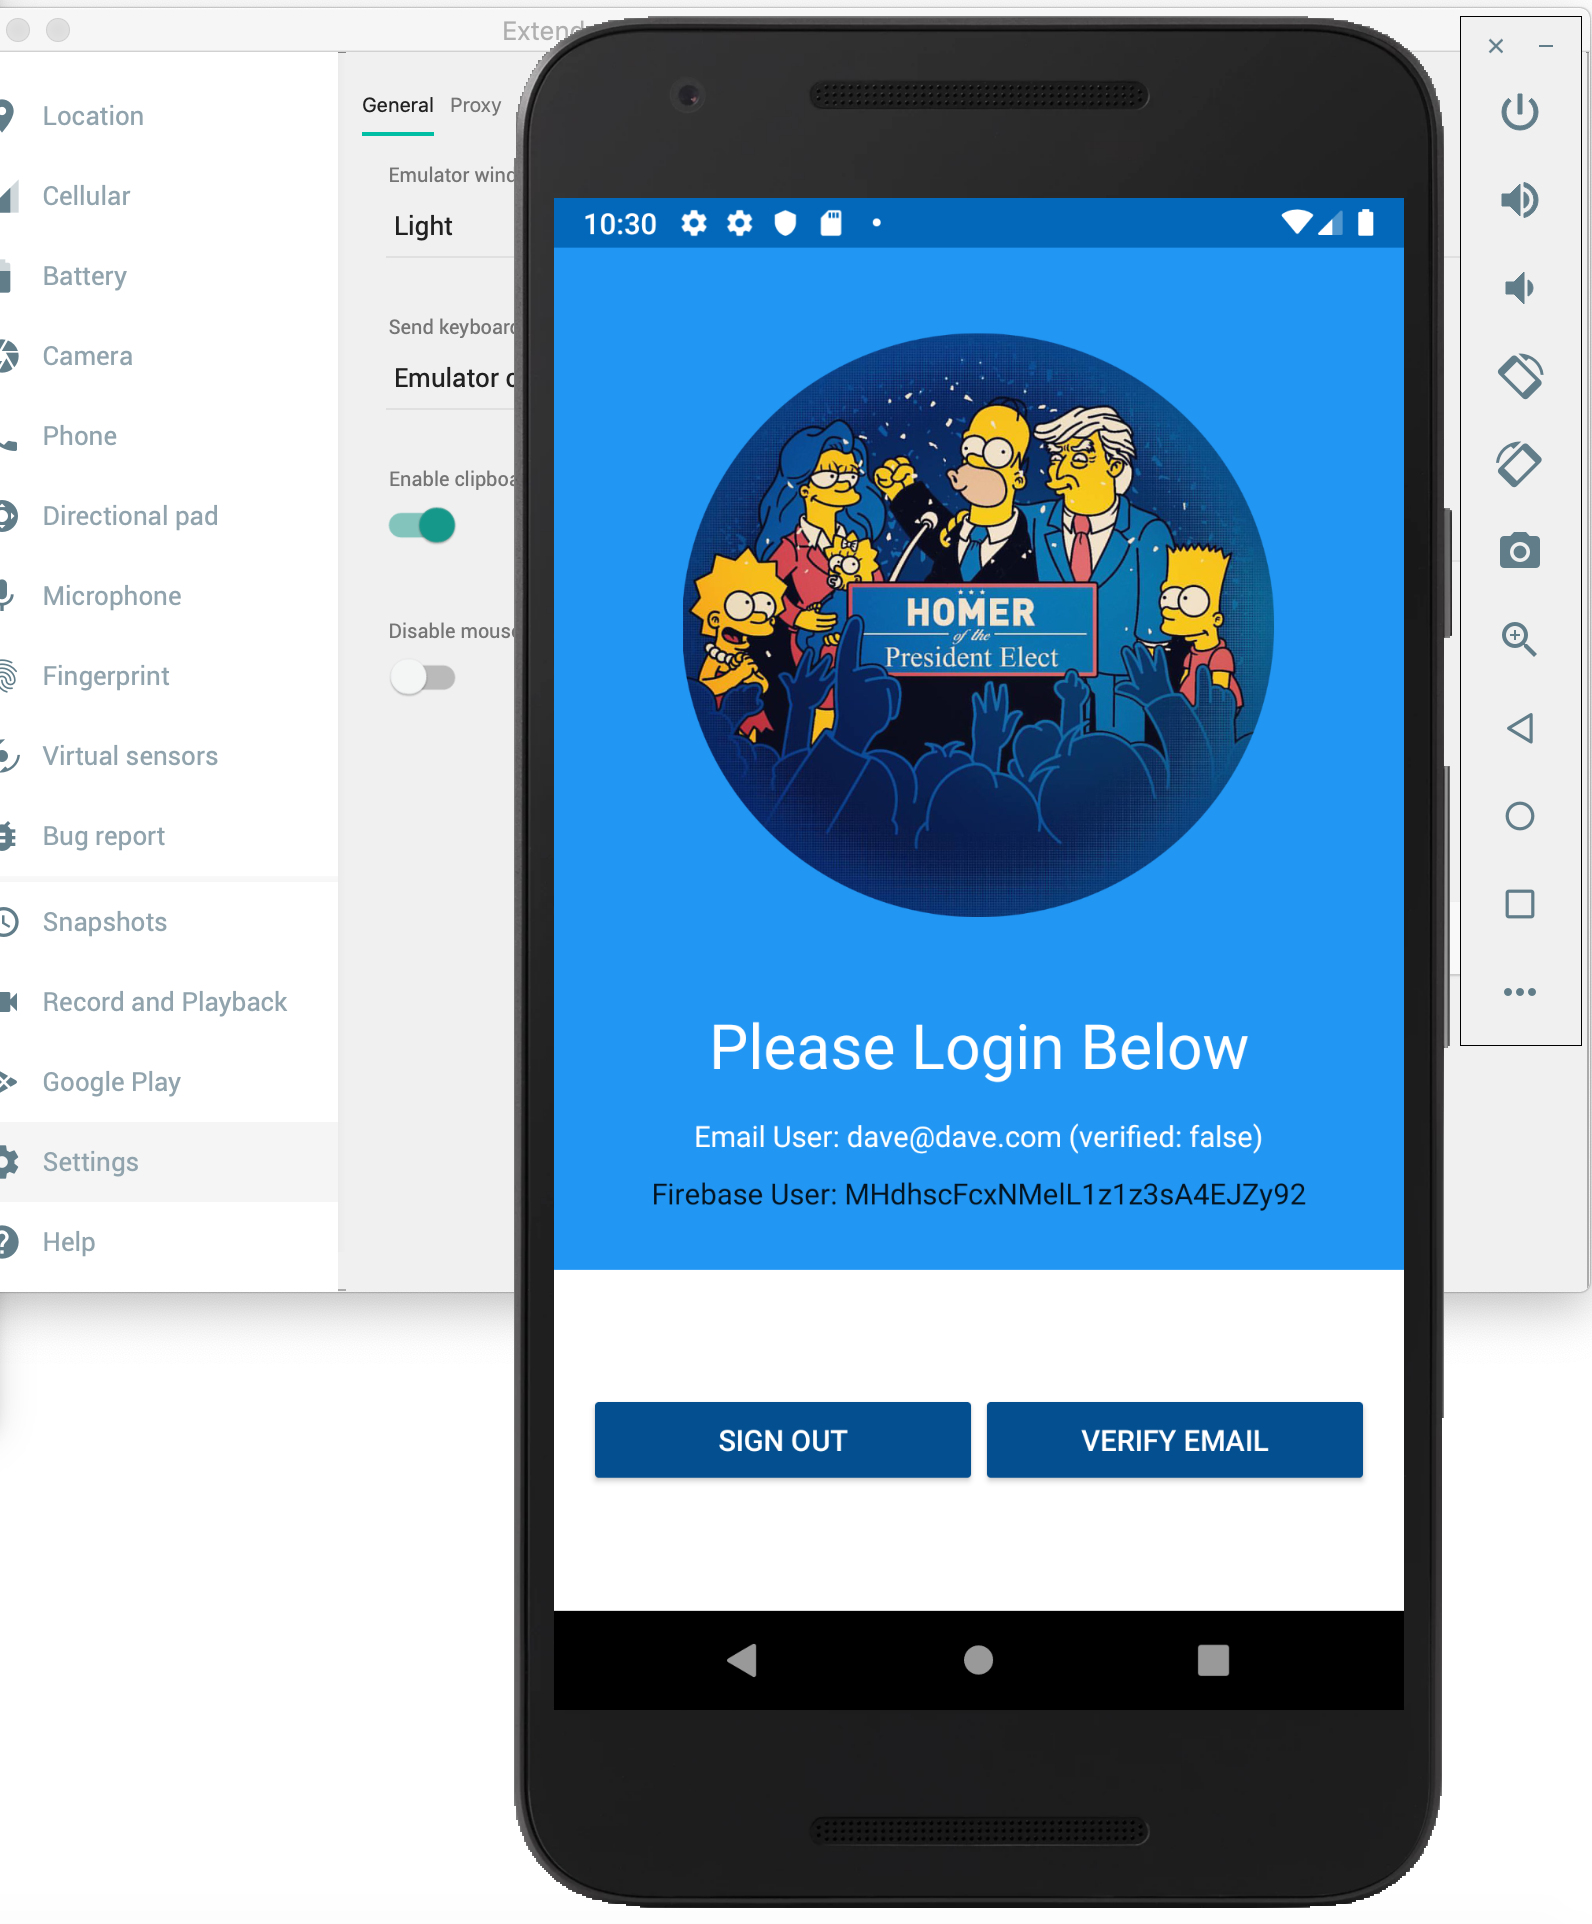 Extend
Location
Cellular
Battery
Camera
Phone
Directional pad
Microphone
Fingerprint
Virtual sensors
Bug report
Snapshots
Record and Playback
Google Play
Settings
Help
General Proxy
Emulator wind
Light
Send keyboard
Emulator c
Enable clipboa
Disable mouse
10:30
HOMER
of the
President Elect
Please Login Below
Email User: dave@dave.com (verified: false)
Firebase User: MHdhscFcxNMelL1z1z3sA4EJZy92
SIGN OUT VERIFY EMAIL